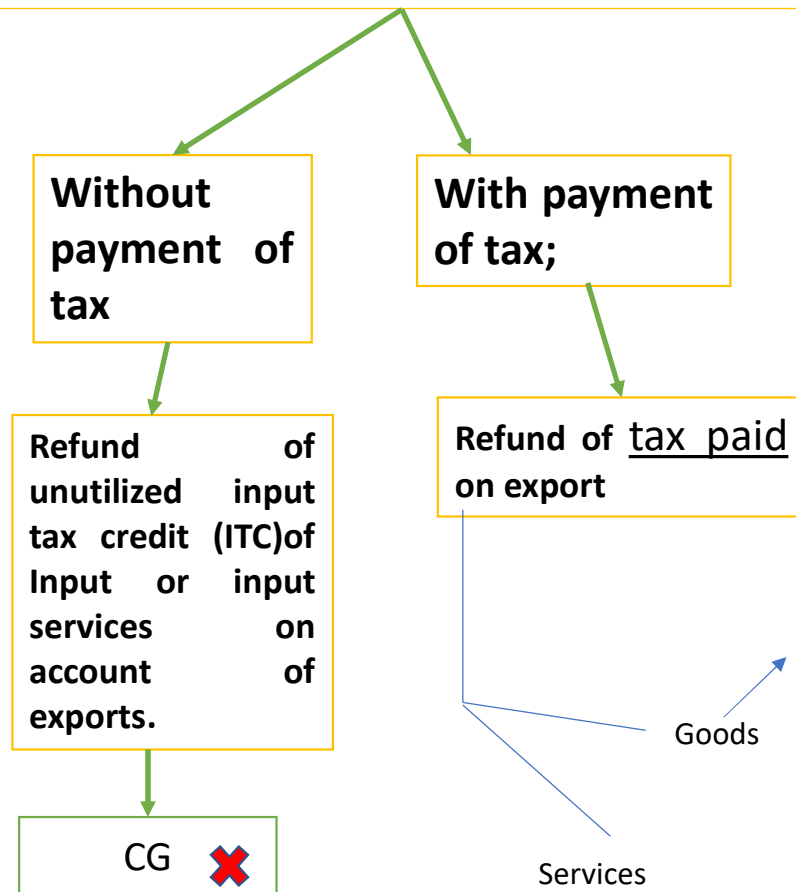 Without
payment of
tax
With payment
of tax;
Refund of
unutilized input
tax credit (ITC)of
Input or input
services on
account of
exports.
Refund of tax paid
on export
Goods
Services
CG